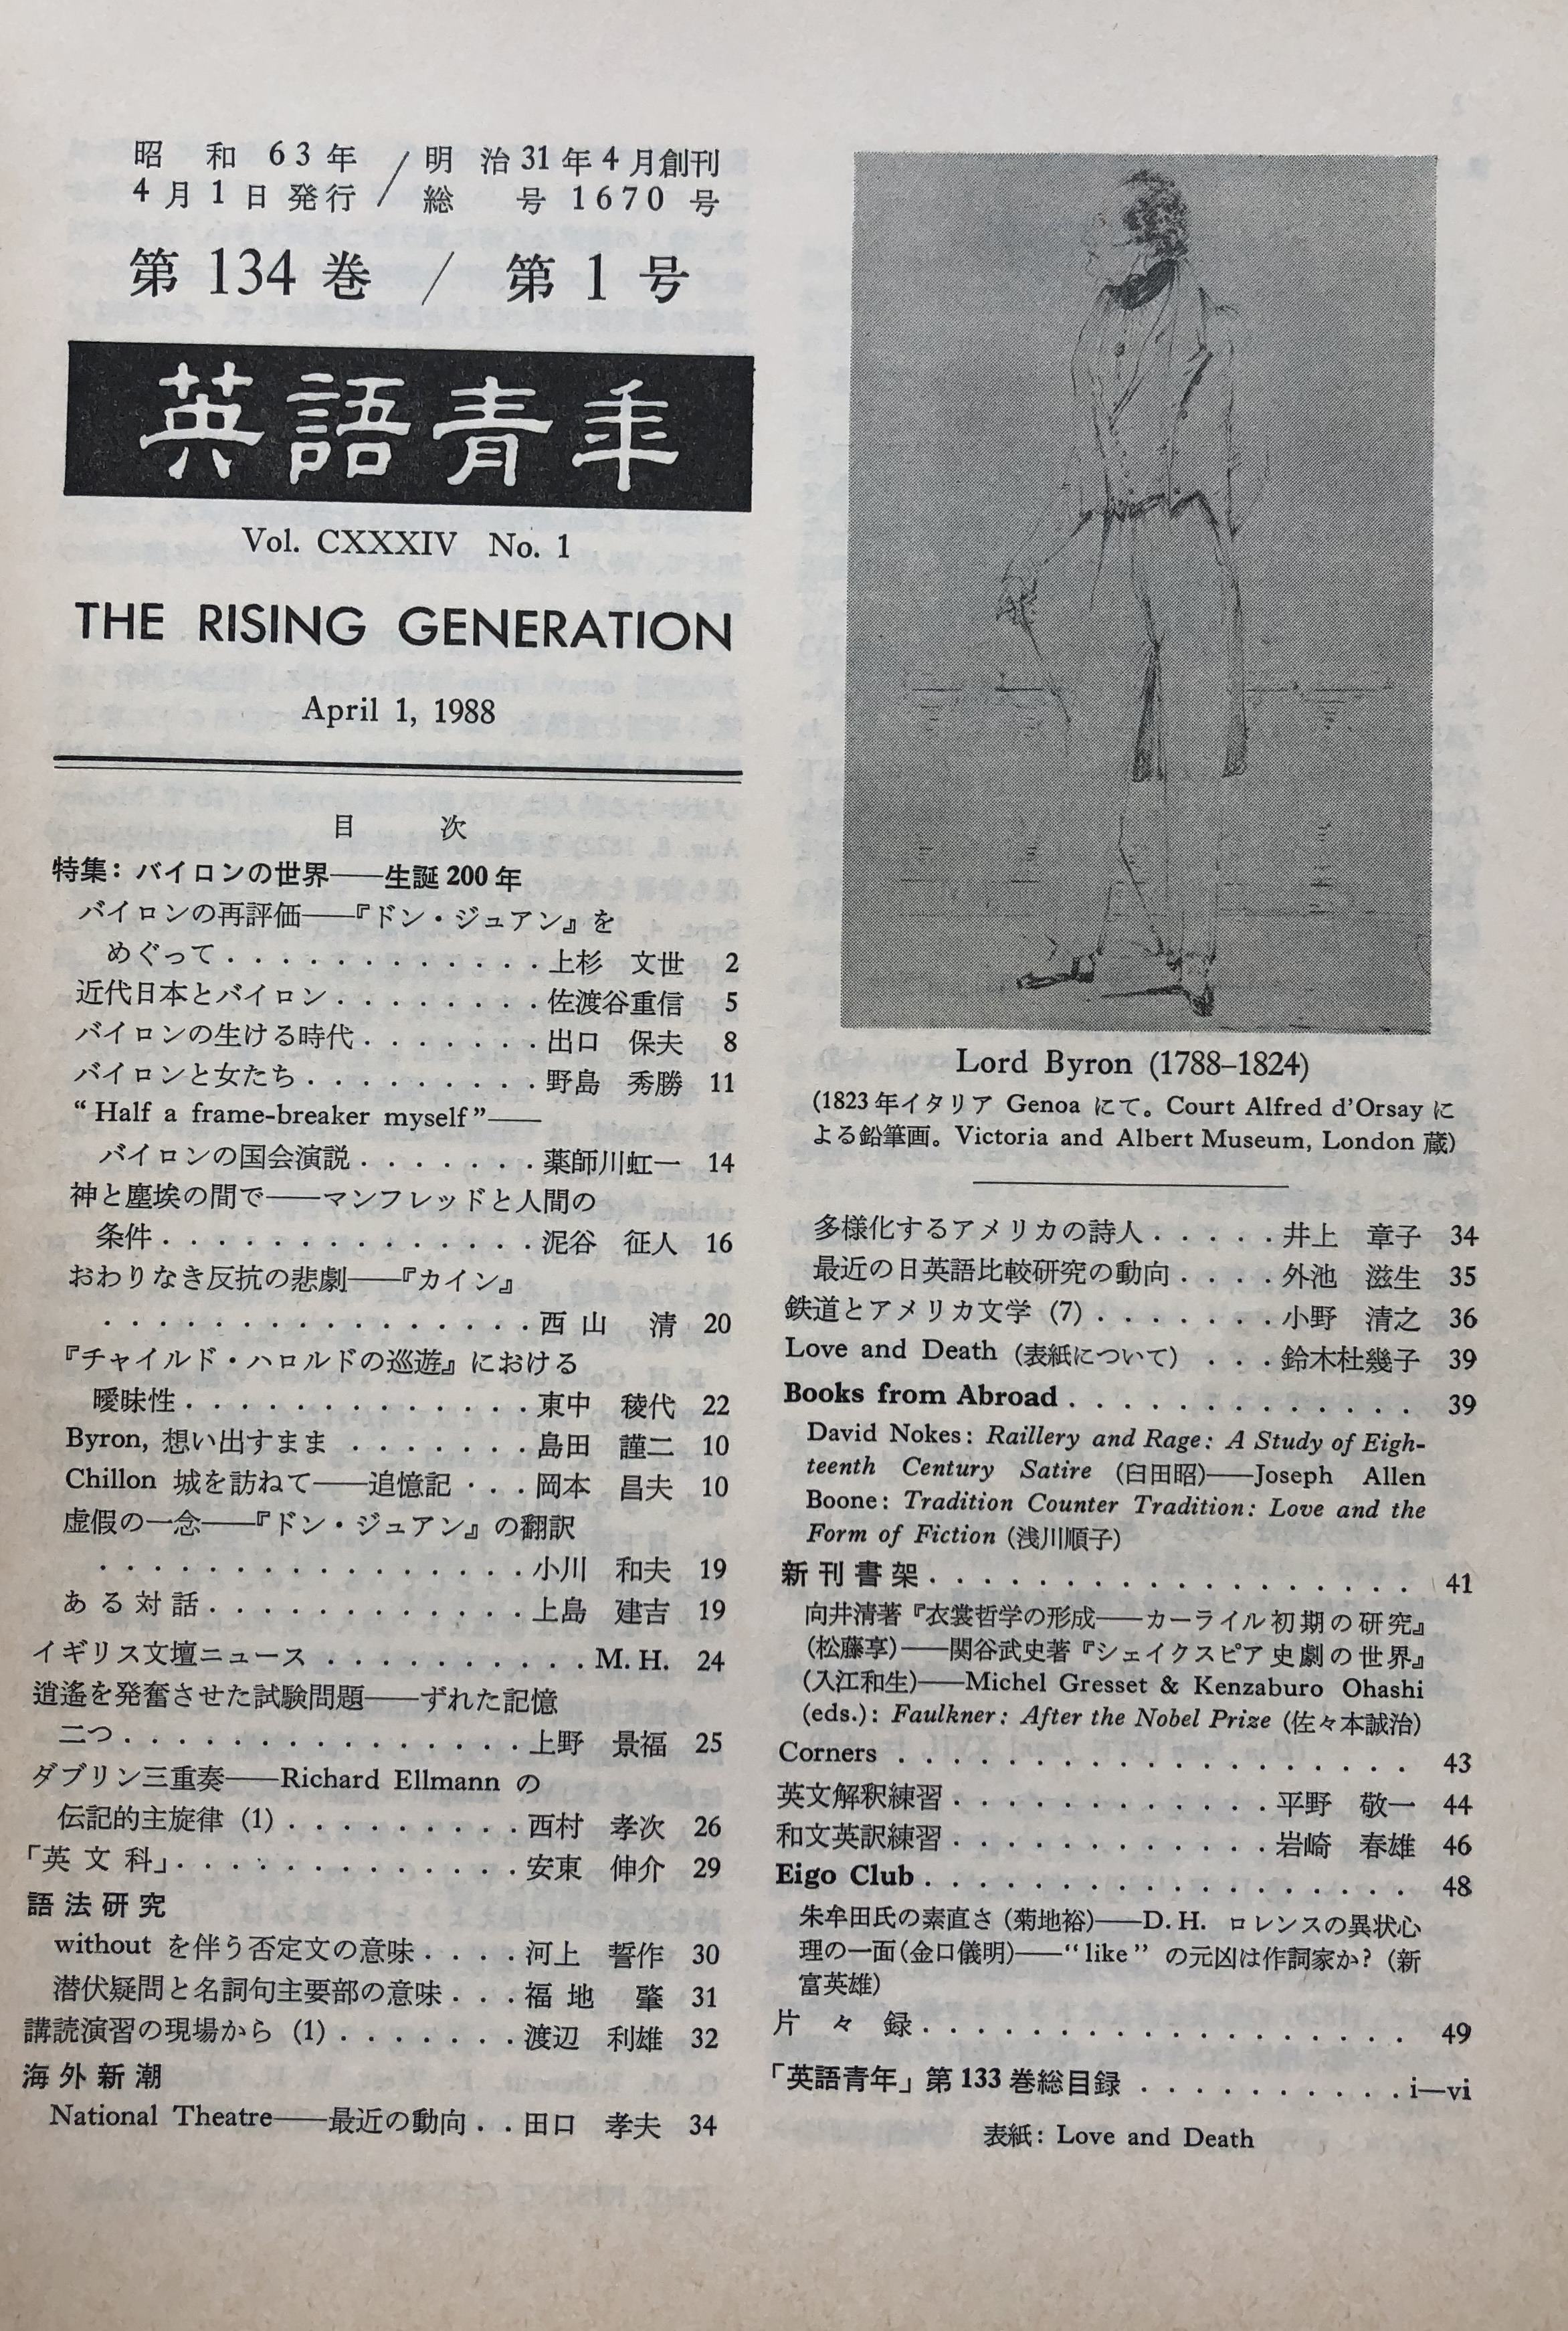 昭和63年 / 明治31年4月創刊
4月1日発行 / 総号1670号
第134巻 / 第1号
英語青年
Vol. CXXXIV No. 1
THE RISING GENERATION
April 1, 1988
目次
特集: バイロンの世界――生誕200年
バイロンの再評価――『ドン・ジュアン』を
めぐって. . . . . . . . . . . .上杉 文世 2
近代日本とバイロン. . . . . . . .佐渡谷重信 5
バイロンの生ける時代. . . . . . .出口 保夫 8
バイロンと女たち. . . . . . . . .野島 秀勝 11
“Half a frame-breaker myself”――
バイロンの国会演説. . . . . . .薬師川虹一 14
神と塵埃の間で――マンフレッドと人間の
条件. . . . . . . . . . . . . .泥谷 征人 16
おわりなき反抗の悲劇――『カイン』
. . . . . . . . . . . . . . . .西山 清 20
『チャイルド・ハロルドの巡遊』における
曖昧性. . . . . . . . . . . . .東中 稜代 22
Byron, 想い出すまま . . . . . . .島田 謹二 10
Chillon 城を訪ねて――追憶記. . .岡本 昌夫 10
虚假の一念――『ドン・ジュアン』の翻訳
. . . . . . . . . . . . . . . .小川 和夫 19
ある対話. . . . . . . . . . . .上島 建吉 19
イギリス文壇ニュース . . . . . . . . . .M. H. 24
逍遙を発奮させた試験問題――ずれた記憶
二つ. . . . . . . . . . . . . . .上野 景福 25
ダブリン三重奏――Richard Ellmann の
伝記的主旋律 (1). . . . . . . . .西村 孝次 26
「英文科」. . . . . . . . . . . . .安東 伸介 29
語法研究
without を伴う否定文の意味. . . .河上 誓作 30
潜伏疑問と名詞句主要部の意味. . .福地 肇 31
講読演習の現場から (1). . . . . . .渡辺 利雄 32
海外新潮
National Theatre――最近の動向. .田口 孝夫 34
Lord Byron (1788–1824)
(1823年イタリア Genoa にて。Court Alfred d'Orsay に
よる鉛筆画。Victoria and Albert Museum, London 蔵)
多様化するアメリカの詩人. . . . .井上 章子 34
最近の日英語比較研究の動向. . . .外池 滋生 35
鉄道とアメリカ文学 (7). . . . . . .小野 清之 36
Love and Death (表紙について) . . .鈴木杜幾子 39
Books from Abroad. . . . . . . . . . . . . 39
David Nokes: Raillery and Rage: A Study of Eigh-
teenth Century Satire (臼田昭)――Joseph Allen
Boone: Tradition Counter Tradition: Love and the
Form of Fiction (浅川順子)
新刊書架. . . . . . . . . . . . . . . . . . 41
向井清著『衣裳哲学の形成――カーライル初期の研究』
(松藤享)――関谷武史著『シェイクスピア史劇の世界』
(入江和生)――Michel Gresset & Kenzaburo Ohashi
(eds.): Faulkner: After the Nobel Prize (佐々本誠治)
Corners . . . . . . . . . . . . . . . . . . . 43
英文解釈練習. . . . . . . . . . . .平野 敬一 44
和文英訳練習. . . . . . . . . . . .岩崎 春雄 46
Eigo Club. . . . . . . . . . . . . . . . . . 48
朱牟田氏の素直さ (菊地裕)――D. H. ロレンスの異状心
理の一面(金口儀明)――“like” の元凶は作詞家か? (新
富英雄)
片々録. . . . . . . . . . . . . . . . . . 49
「英語青年」第133巻総目録 . . . . . . . . . .i―vi
表紙: Love and Death